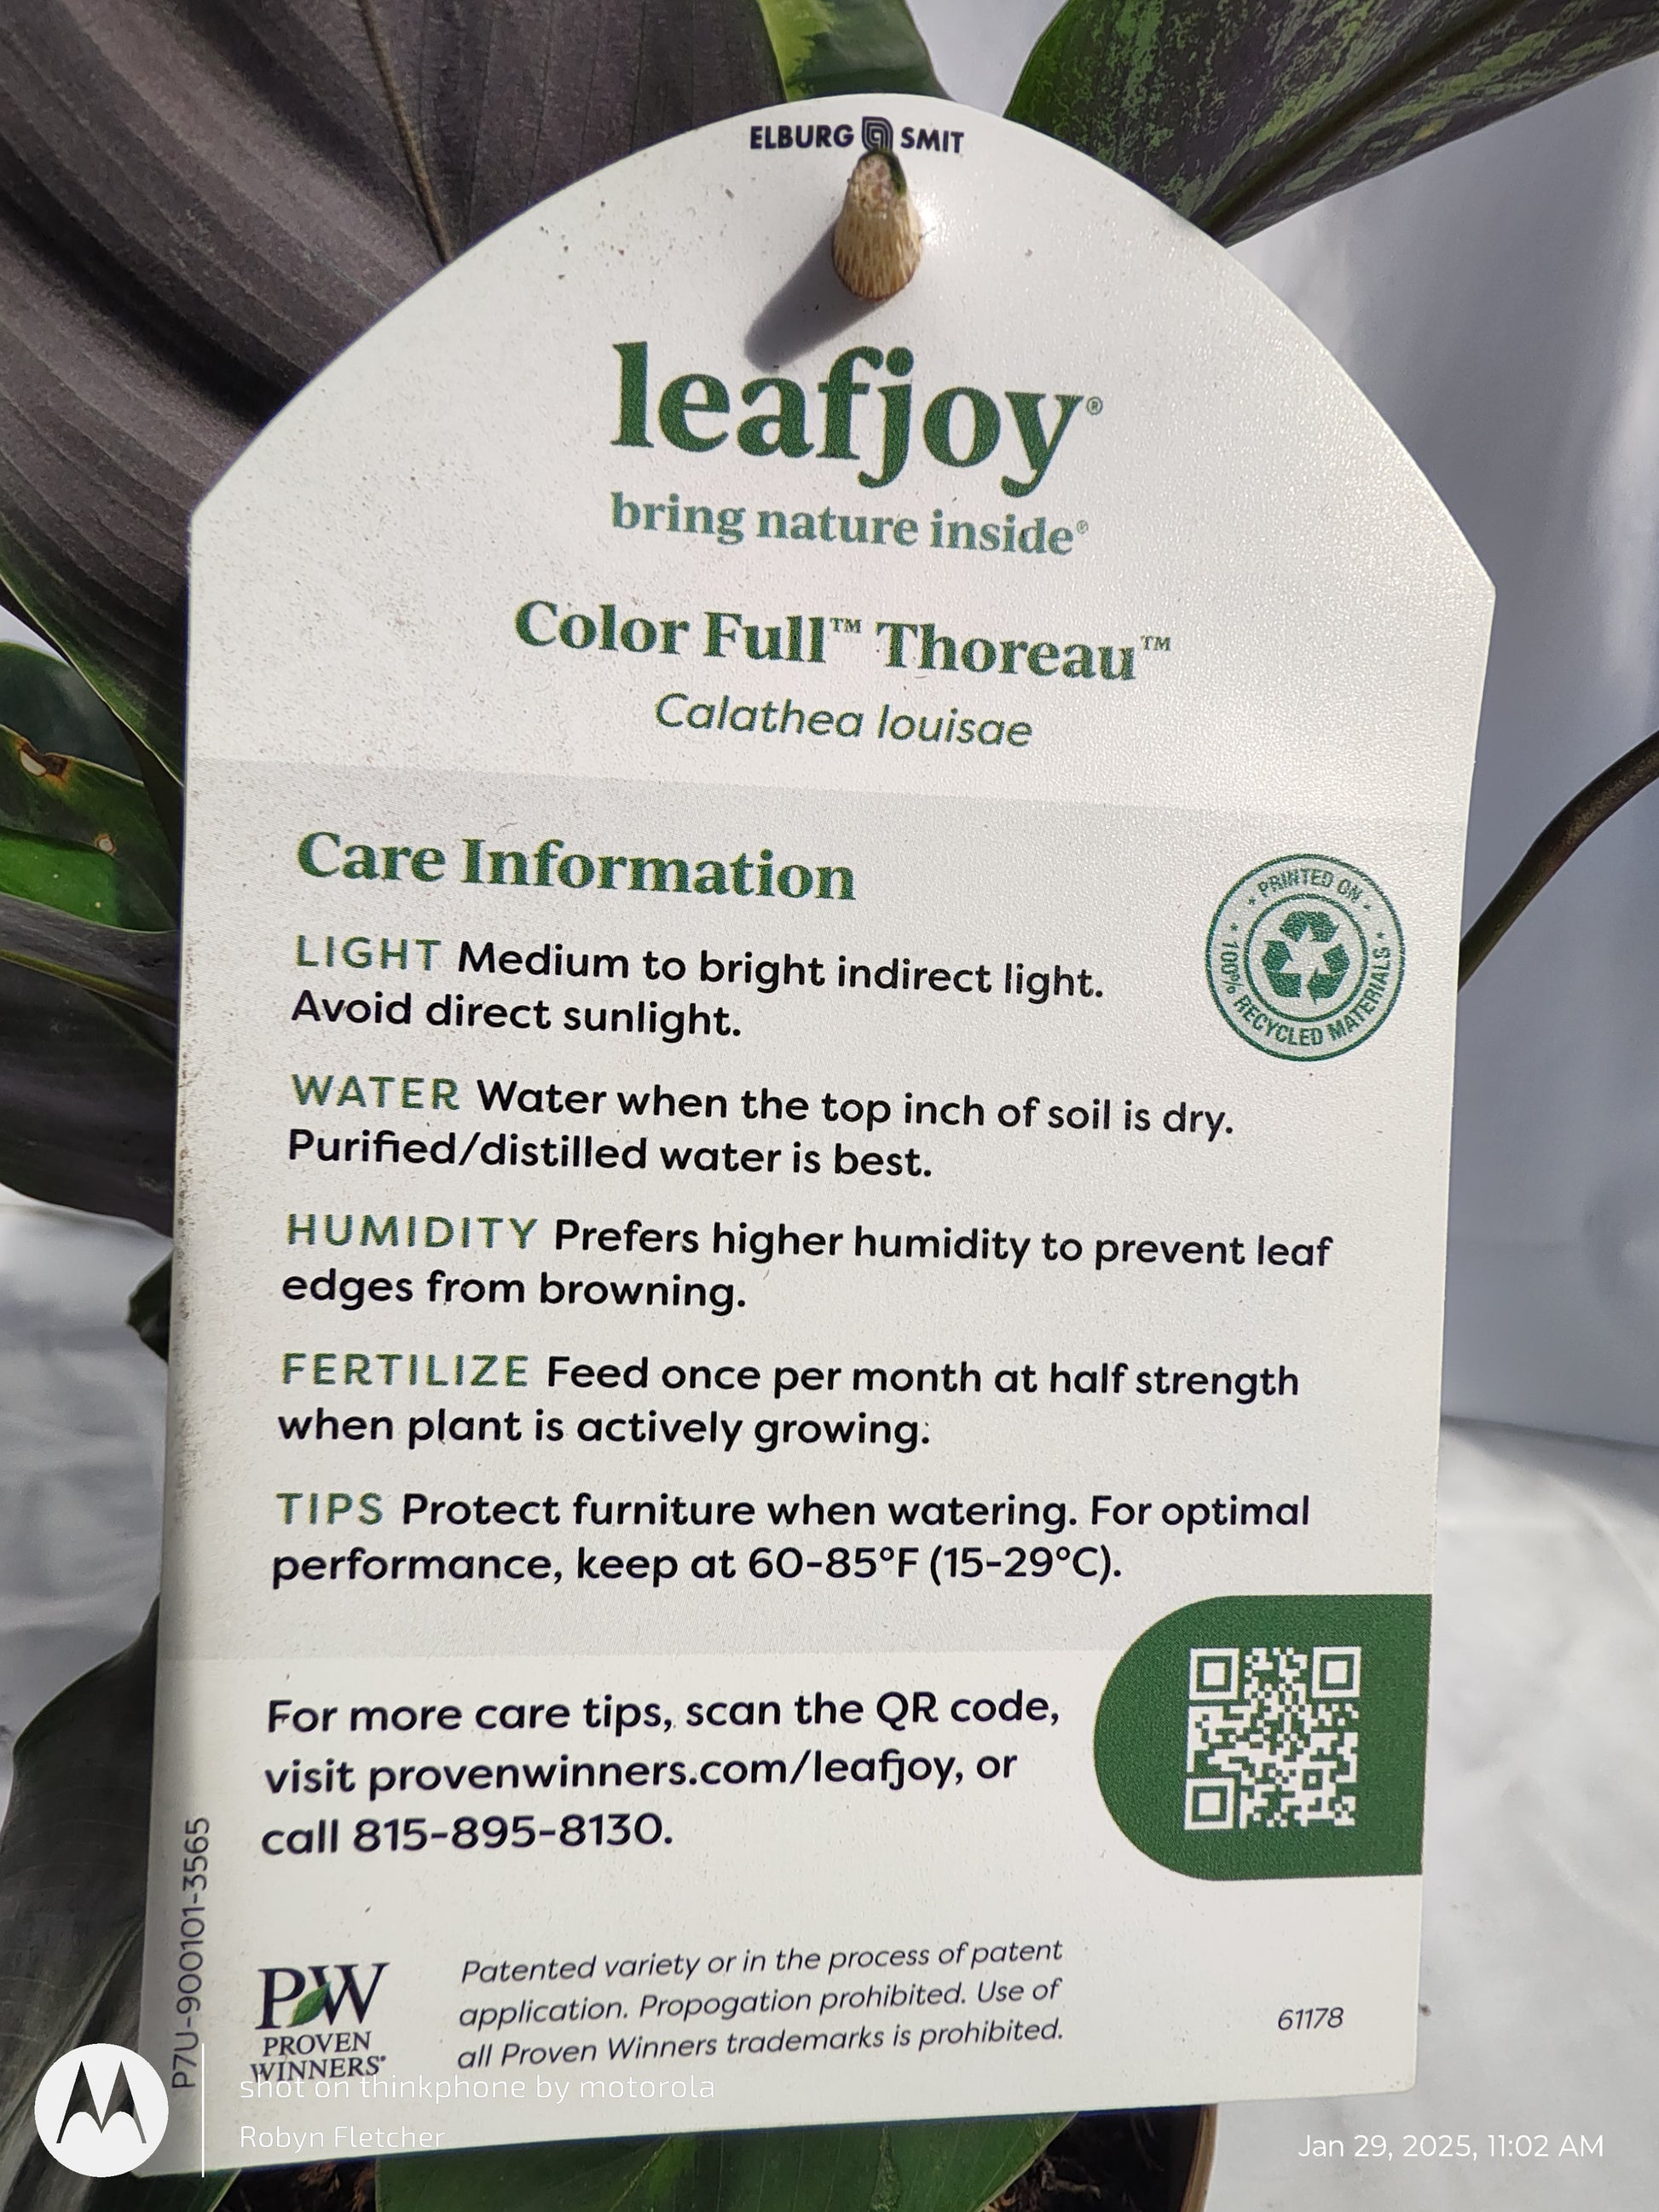 ELBURG SMIT
leafjoy®
bring nature inside®
Color Full™ Thoreau™
Calathea louisae
Care Information
PRINTED ON
100% RECYCLED MATERIALS
LIGHT Medium to bright indirect light.
Avoid direct sunlight.
WATER Water when the top inch of soil is dry.
Purified/distilled water is best.
HUMIDITY Prefers higher humidity to prevent leaf
edges from browning.
FERTILIZE Feed once per month at half strength
when plant is actively growing.
TIPS Protect furniture when watering. For optimal
performance, keep at 60-85°F (15-29°C).
For more care tips, scan the QR code,
visit provenwinners.com/leafjoy, or
call 815-895-8130.
P7U-900101-3565
PW
PROVEN
WINNERS®
Patented variety or in the process of patent
application. Propogation prohibited. Use of
all Proven Winners trademarks is prohibited.
61178
shot on thinkphone by motorola
Robyn Fletcher
Jan 29, 2025, 11:02 AM